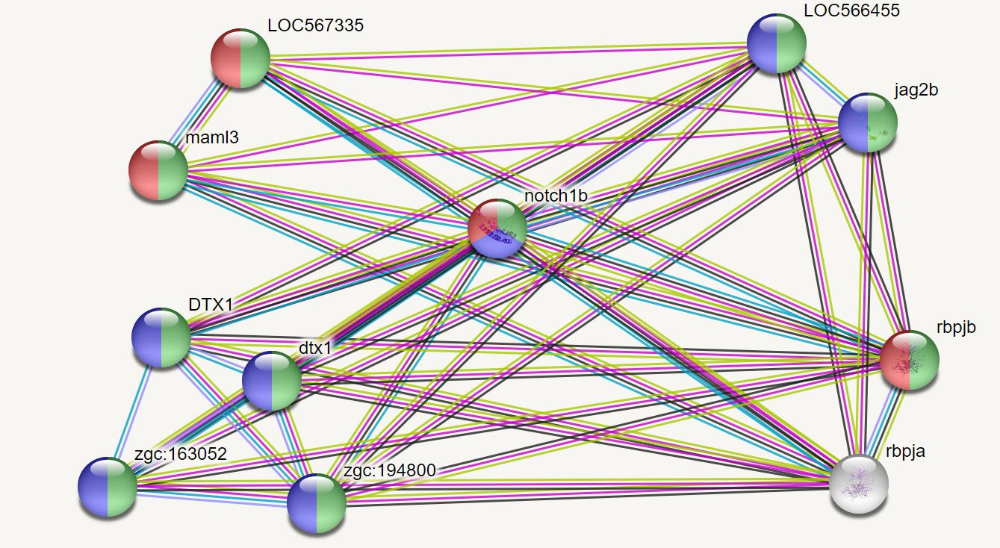 LOC566455
LOC567335
jag2b
maml3
notch1b
DTX1
rbpjb
dtx1
rbpja
zgc:163052
zgc:194800